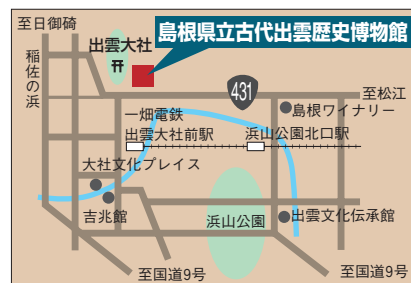 至日御碕
島根県立古代出雲歴史博物館
出雲大社
稲佐の浜
431
至松江
一畑電鉄
出雲大社前駅
島根ワイナリー
浜山公園北口駅
大社文化プレイス
吉兆館
浜山公園
出雲文化伝承館
至国道9号
至国道9号